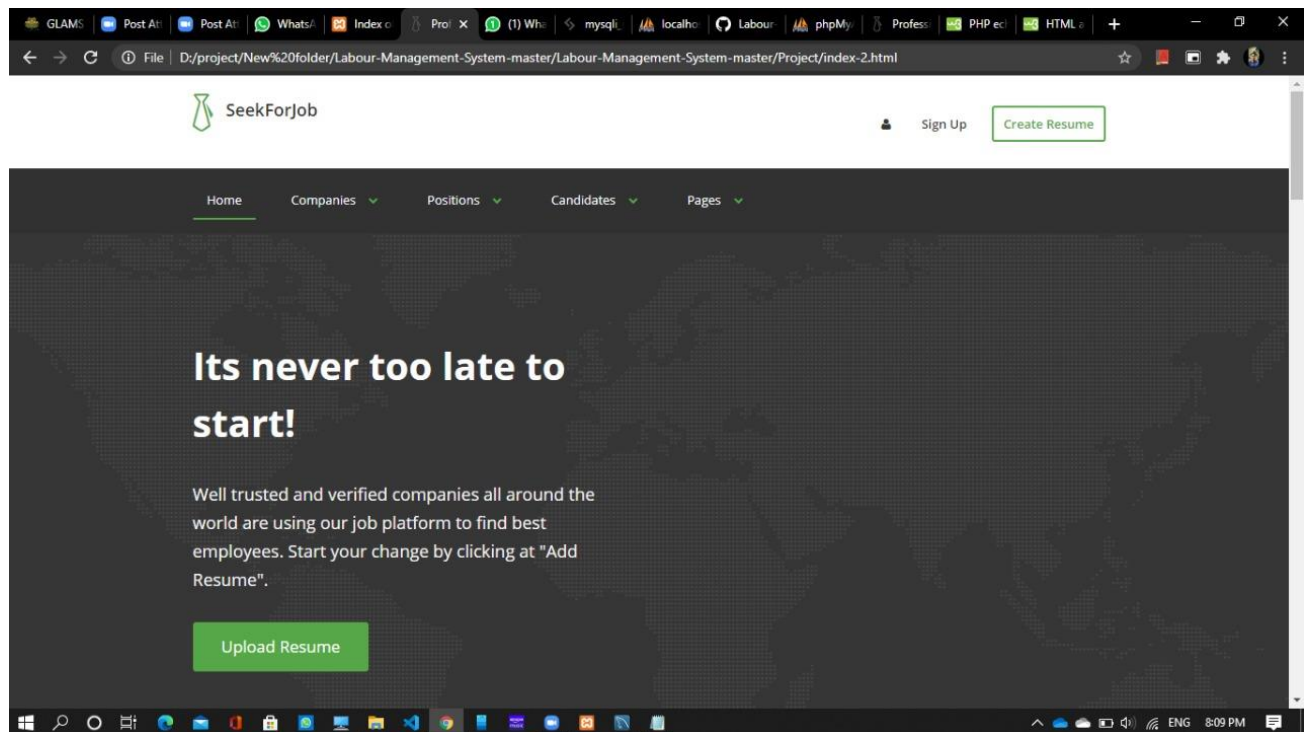 GLAMS Post Att Post Att WhatsA Index o Prof (1) Wha mysqli_ localho Labour- phpMy Professi PHP ech HTML a
File D:/project/New%20folder/Labour-Management-System-master/Labour-Management-System-master/Project/index-2.html
SeekForJob
Sign Up Create Resume
Home Companies Positions Candidates Pages
Its never too late to
start!
Well trusted and verified companies all around the
world are using our job platform to find best
employees. Start your change by clicking at "Add
Resume".
Upload Resume
ENG 8:09 PM